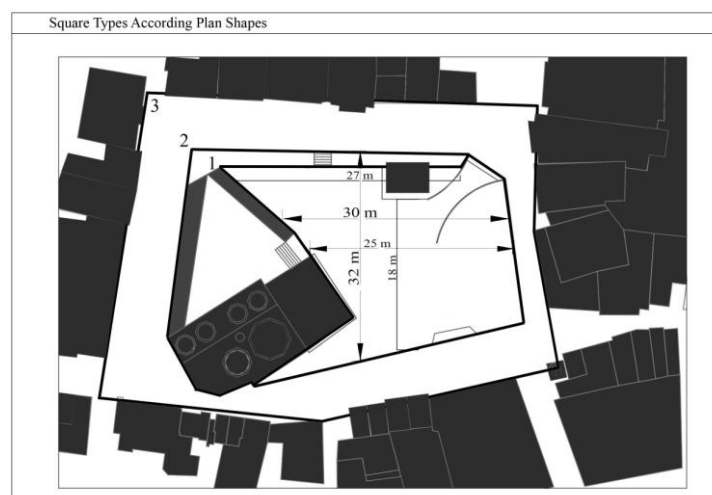 Square Types According Plan Shapes
3
2
1
27 m
30 m
25 m
32 m
18 m